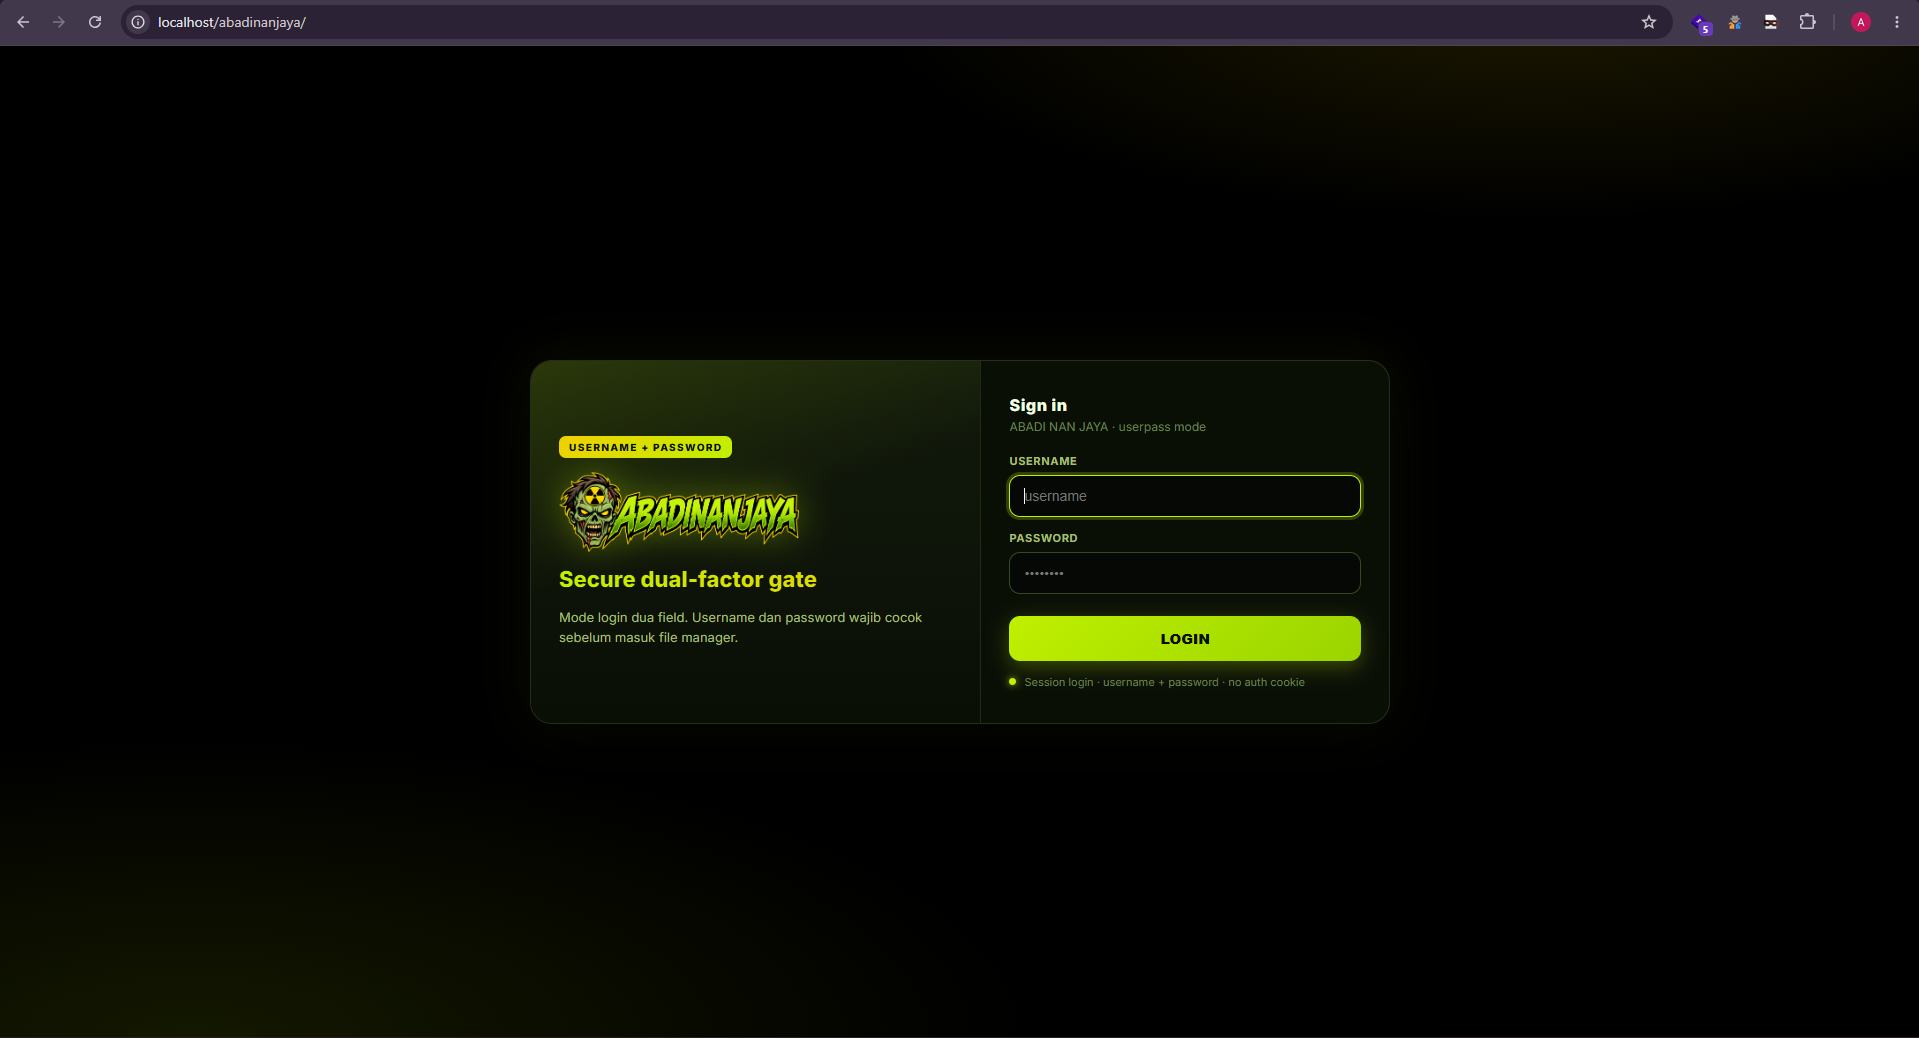 localhost/abadinanjaya/
5
A
USERNAME + PASSWORD
ABADINANJAYA
Secure dual-factor gate
Mode login dua field. Username dan password wajib cocok
sebelum masuk file manager.
Sign in
ABADI NAN JAYA · userpass mode
USERNAME
username
PASSWORD
••••••••
LOGIN
Session login · username + password · no auth cookie